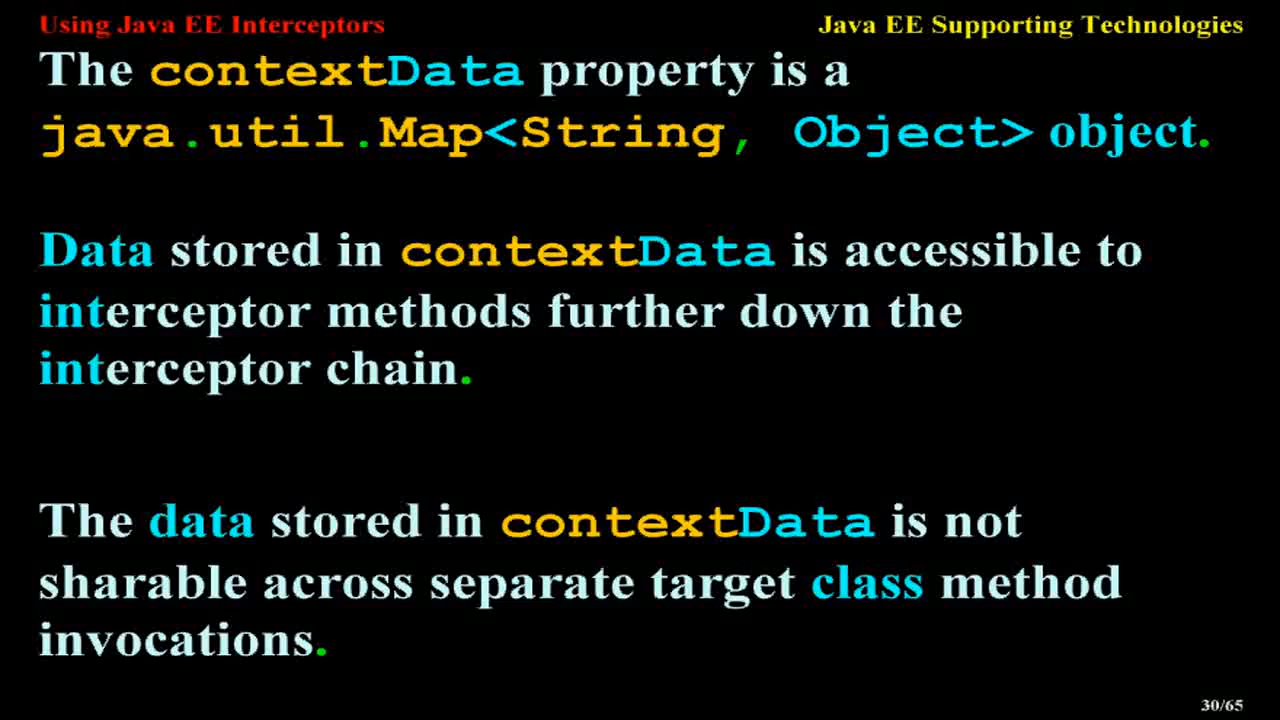 Using Java EE Interceptors
Java EE Supporting Technologies
The contextData property is a
java.util.Map<String, Object> object.
Data stored in contextData is accessible to
interceptor methods further down the
interceptor chain.
The data stored in contextData is not
sharable across separate target class method
invocations.
30/65